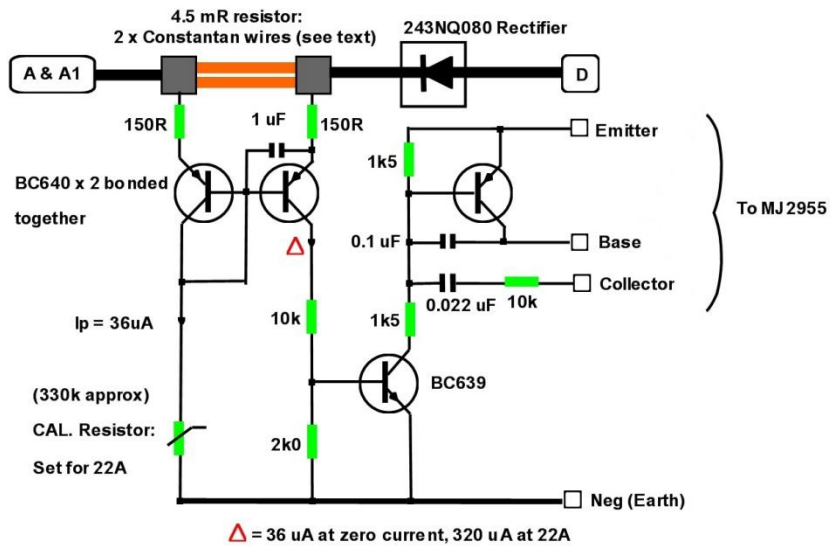 4.5 mR resistor:
2 x Constantan wires (see text)
243NQ080 Rectifier
A & A1
D
150R
1 uF
150R
Emitter
1k5
BC640 x 2 bonded
together
To MJ2955
Δ
0.1 uF
Base
Collector
0.022 uF
10k
Ip = 36uA
10k
1k5
BC639
(330k approx)
CAL. Resistor:
Set for 22A
2k0
Neg (Earth)
Δ = 36 uA at zero current, 320 uA at 22A